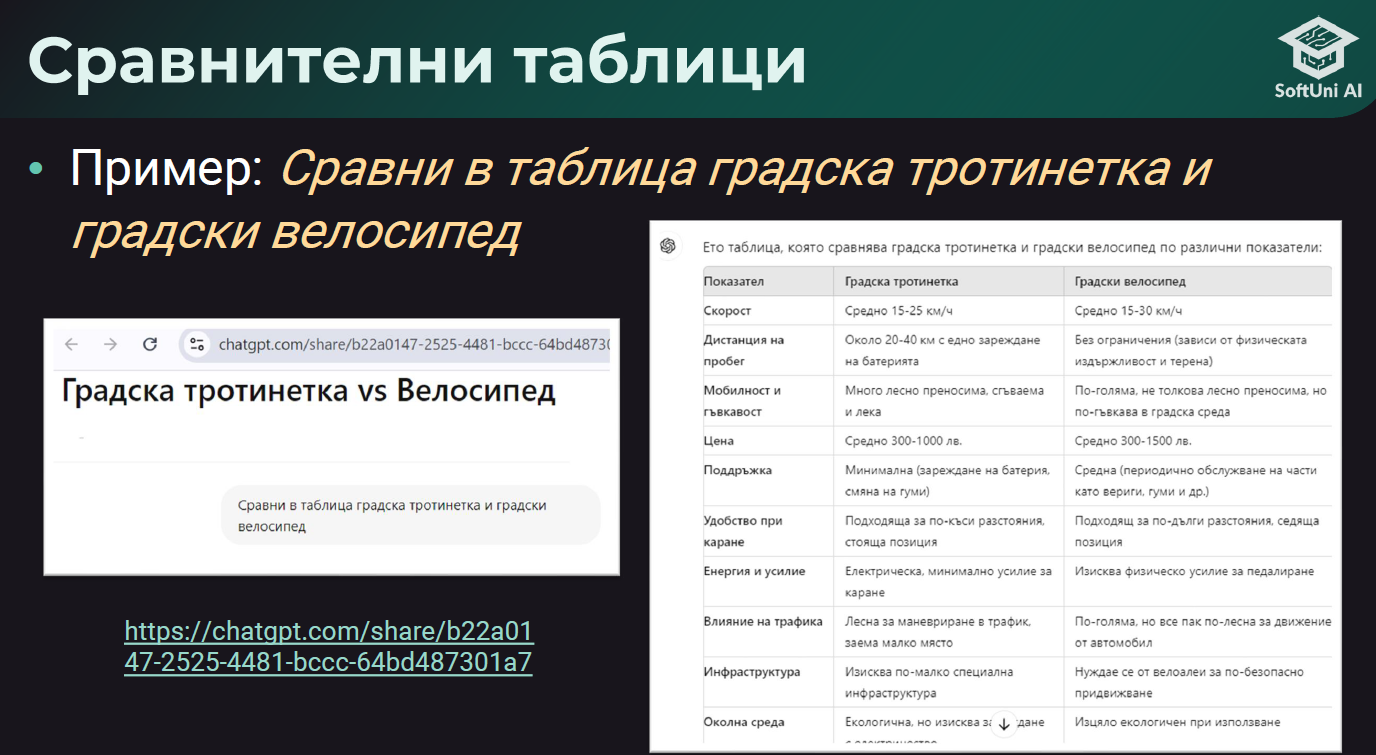 Сравнителни таблици
SoftUni AI
• Пример: Сравни в таблица градска тротинетка и
градски велосипед
chatgpt.com/share/b22a0147-2525-4481-bccc-64bd48730
Градска тротинетка vs Велосипед
Сравни в таблица градска тротинетка и градски
велосипед
https://chatgpt.com/share/b22a01
47-2525-4481-bccc-64bd487301a7
Ето таблица, която сравнява градска тротинетка и градски велосипед по различни показатели:
Показател Градска тротинетка Градски велосипед
Скорост Средно 15-25 км/ч Средно 15-30 км/ч
Дистанция на Около 20-40 км с едно зареждане Без ограничения (зависи от физическата
пробег на батерията издържливост и терена)
Мобилност и Много лесно преносима, сгъваема По-голяма, не толкова лесно преносима, но
гъвкавост и лека по-гъвкава в градска среда
Цена Средно 300-1000 лв. Средно 300-1500 лв.
Поддръжка Минимална (зареждане на батерия, Средна (периодично обслужване на части
смяна на гуми) като вериги, гуми и др.)
Удобство при Подходяща за по-къси разстояния, Подходящ за по-дълги разстояния, седяща
каране стояща позиция позиция
Енергия и усилие Електрическа, минимално усилие за Изисква физическо усилие за педалиране
каране
Влияние на трафика Лесна за маневриране в трафик, По-голяма, но все пак по-лесна за движение
заема малко място от автомобил
Инфраструктура Изисква по-малко специална Нуждае се от велоалеи за по-безопасно
инфраструктура придвижване
Околна среда Екологична, но изисква Изцяло екологичен при използване